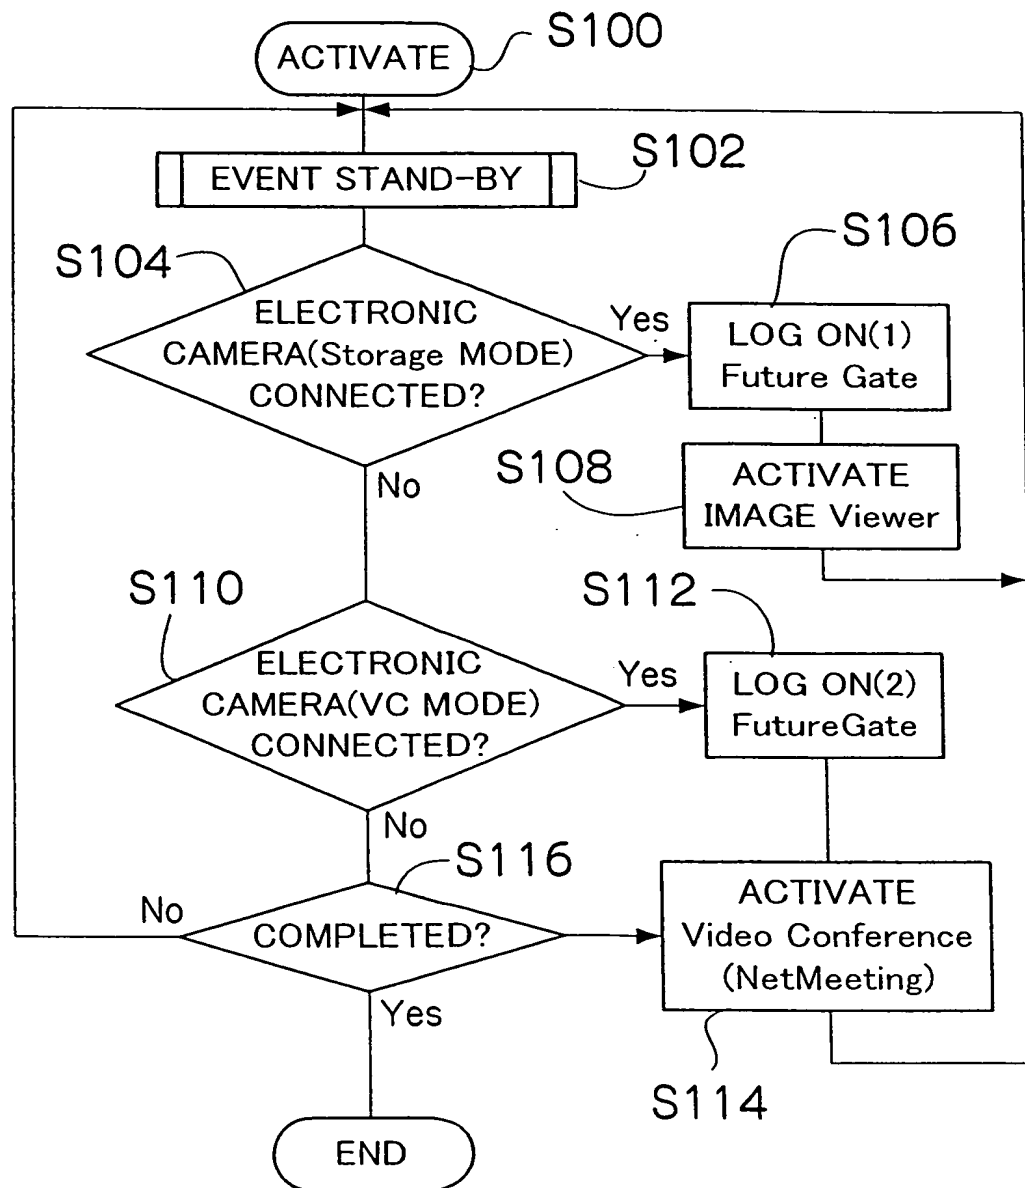 ACTIVATE
S100
EVENT STAND-BY
S102
S104
ELECTRONIC
CAMERA(Storage MODE)
CONNECTED?
Yes
No
S106
LOG ON(1)
Future Gate
S108
ACTIVATE
IMAGE Viewer
S110
ELECTRONIC
CAMERA(VC MODE)
CONNECTED?
Yes
No
S112
LOG ON(2)
FutureGate
S116
No
COMPLETED?
Yes
ACTIVATE
Video Conference
(NetMeeting)
S114
END